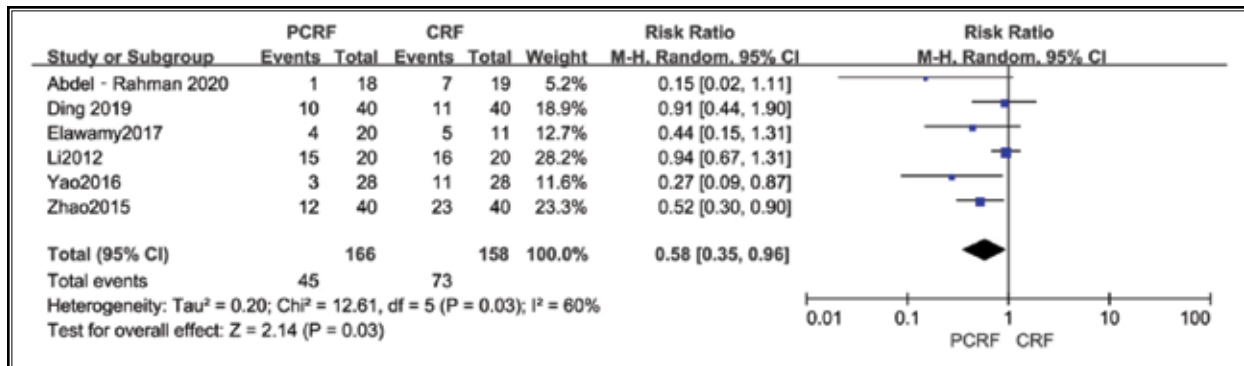 PCRF CRF Risk Ratio Risk Ratio
Study or Subgroup Events Total Events Total Weight M-H, Random, 95% CI M-H, Random, 95% CI
Abdel - Rahman 2020 1 18 7 19 5.2% 0.15 [0.02, 1.11]
Ding 2019 10 40 11 40 18.9% 0.91 [0.44, 1.90]
Elawamy2017 4 20 5 11 12.7% 0.44 [0.15, 1.31]
Li2012 15 20 16 20 28.2% 0.94 [0.67, 1.31]
Yao2016 3 28 11 28 11.6% 0.27 [0.09, 0.87]
Zhao2015 12 40 23 40 23.3% 0.52 [0.30, 0.90]
Total (95% CI) 166 158 100.0% 0.58 [0.35, 0.96]
Total events 45 73
Heterogeneity: Tau² = 0.20; Chi² = 12.61, df = 5 (P = 0.03); I² = 60%
Test for overall effect: Z = 2.14 (P = 0.03)
0.01 0.1 1 10 100
PCRF CRF